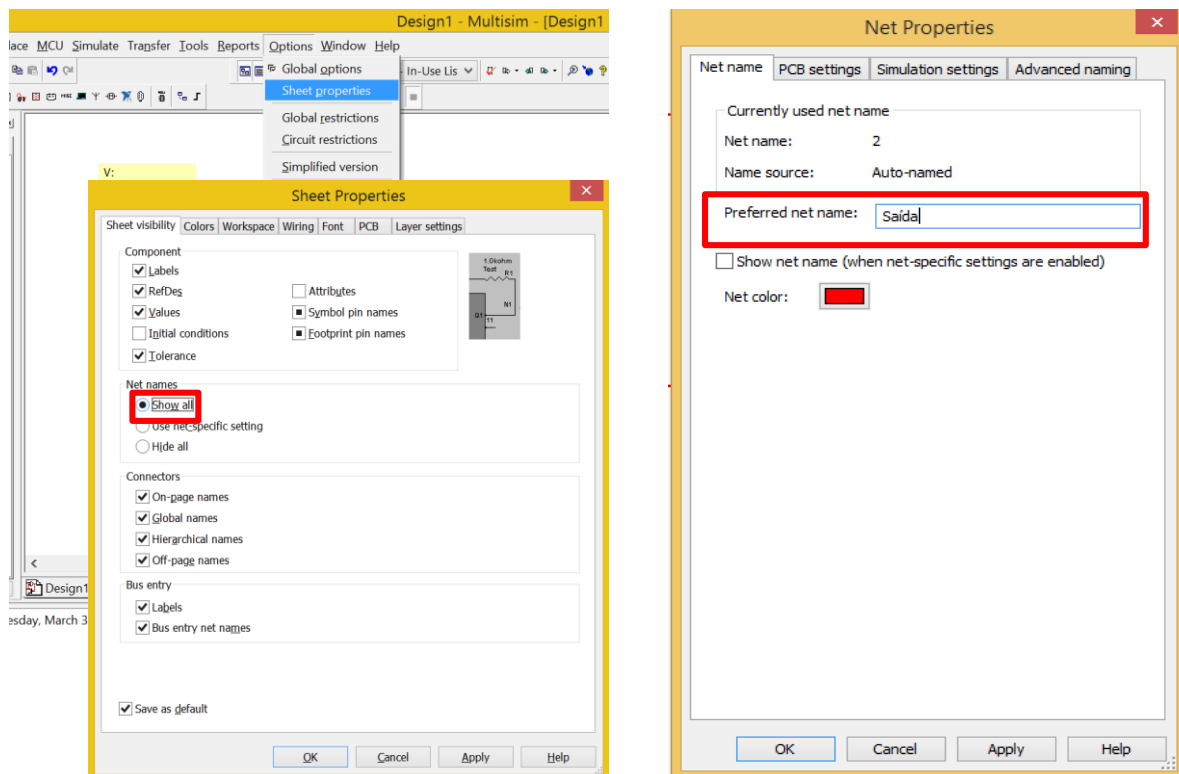 Design1 - Multisim - [Design1
lace MCU Simulate Transfer Tools Reports Options Window Help
Global options
In-Use Lis
Sheet properties
Global restrictions
Circuit restrictions
Simplified version
V:
Sheet Properties
Sheet visibility Colors Workspace Wiring Font PCB Layer settings
Component
Labels
RefDes
Values
Initial conditions
Tolerance
Attributes
Symbol pin names
Footprint pin names
1.0kohm
Test R1
N1
Q1 11
Net names
Show all
Use net-specific setting
Hide all
Connectors
On-page names
Global names
Hierarchical names
Off-page names
Bus entry
Labels
Bus entry net names
Save as default
OK Cancel Apply Help
Design1
esday, March 3
Net Properties
Net name PCB settings Simulation settings Advanced naming
Currently used net name
Net name: 2
Name source: Auto-named
Preferred net name: Saída
Show net name (when net-specific settings are enabled)
Net color:
OK Cancel Apply Help